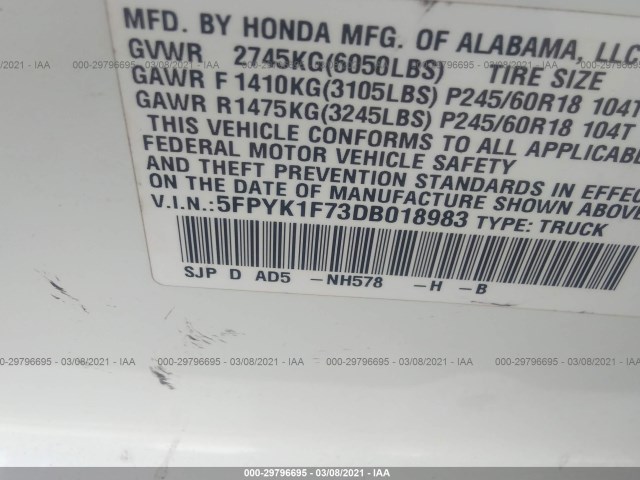 MFD. BY HONDA MFG. OF ALABAMA, LLC
GVWR 2745KG(6050LBS) TIRE SIZE
GAWR F 1410KG(3105LBS) P245/60R18 104T
GAWR R 1475KG(3245LBS) P245/60R18 104T
THIS VEHICLE CONFORMS TO ALL APPLICABL
FEDERAL MOTOR VEHICLE SAFETY
AND THEFT PREVENTION STANDARDS IN EFFEC
ON THE DATE OF MANUFACTURE SHOWN ABOVE
V.I.N.:5FPYK1F73DB018983 TYPE: TRUCK
SJP D AD5 -NH578 -H -B
000-29796695 - 03/08/2021 - IAA 000-29796695 - 03/08/2021 - IAA 000-29796695 - 03/08/2021 - IAA
000-29796695 - 03/08/2021 - IAA 000-29796695 - 03/08/2021 - IAA 000-29796695 - 03/08/2021 - IAA
000-29796695 - 03/08/2021 - IAA